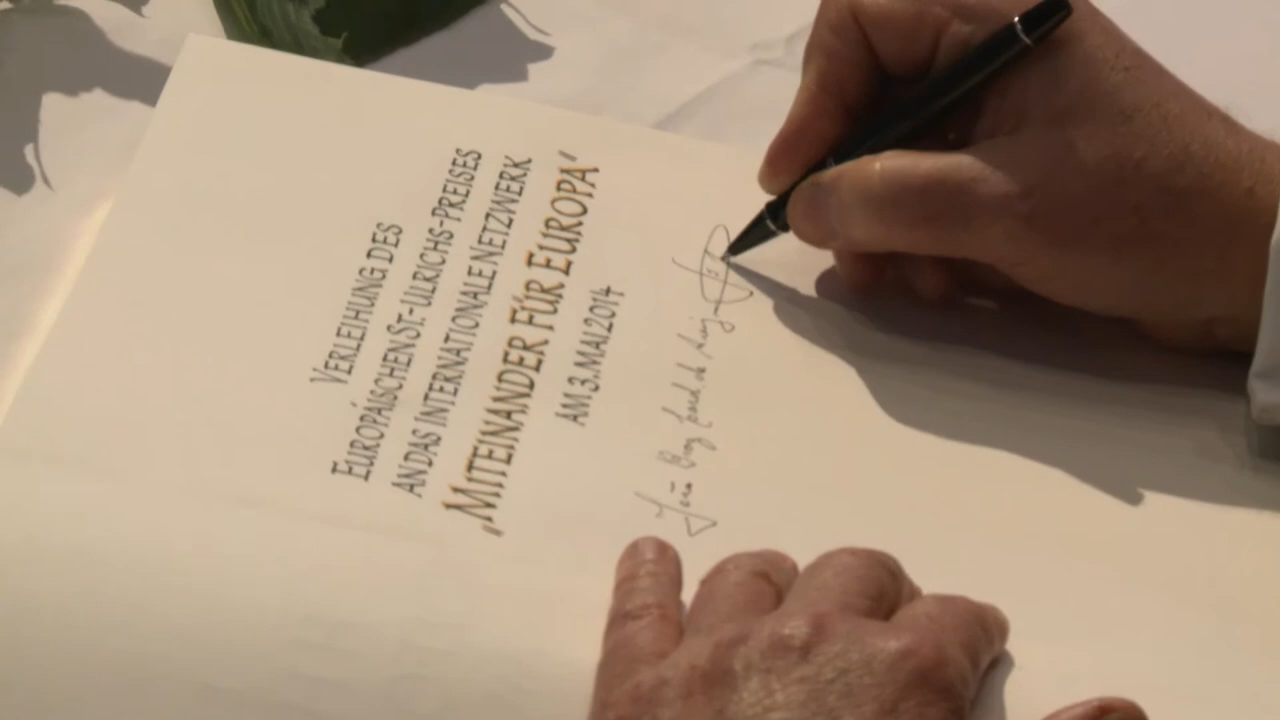 VERLEIHUNG DES
EUROPÄISCHEN ST.-ULRICHS-PREISES
AN DAS INTERNATIONALE NETZWERK
„MITEINANDER FÜR EUROPA“
AM 3. MAI 2014